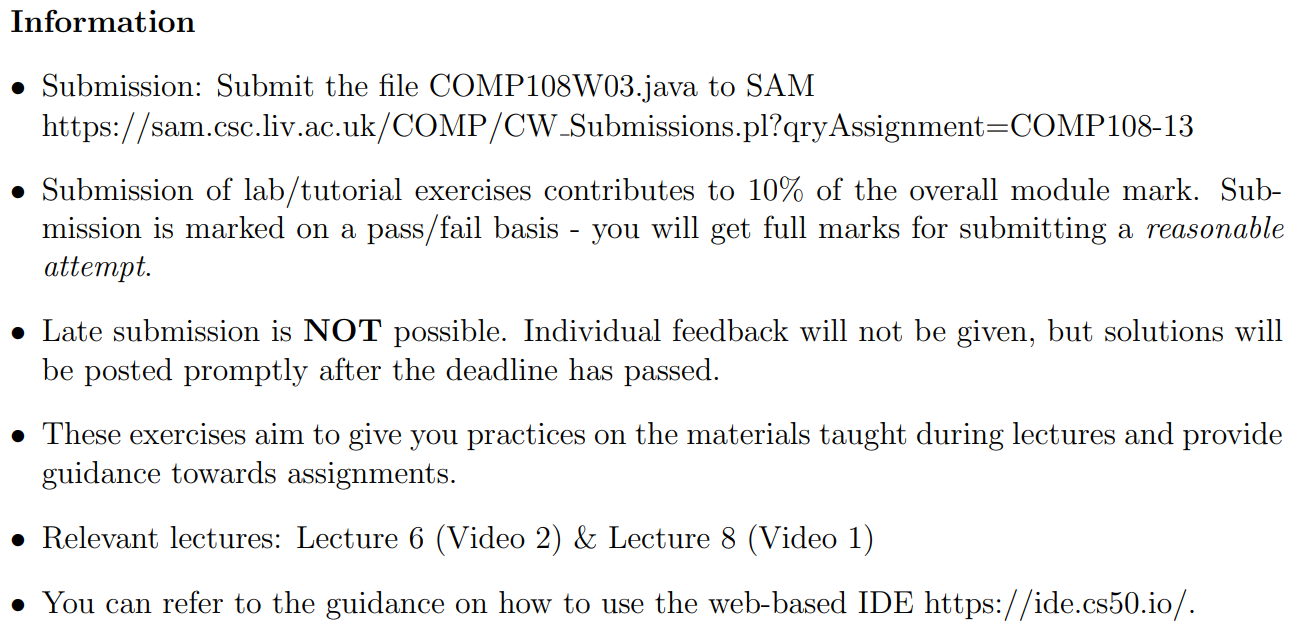 Information
• Submission: Submit the file COMP108W03.java to SAM
https://sam.csc.liv.ac.uk/COMP/CW_Submissions.pl?qryAssignment=COMP108-13
• Submission of lab/tutorial exercises contributes to 10% of the overall module mark. Sub-
mission is marked on a pass/fail basis - you will get full marks for submitting a reasonable
attempt.
• Late submission is NOT possible. Individual feedback will not be given, but solutions will
be posted promptly after the deadline has passed.
• These exercises aim to give you practices on the materials taught during lectures and provide
guidance towards assignments.
• Relevant lectures: Lecture 6 (Video 2) & Lecture 8 (Video 1)
• You can refer to the guidance on how to use the web-based IDE https://ide.cs50.io/.